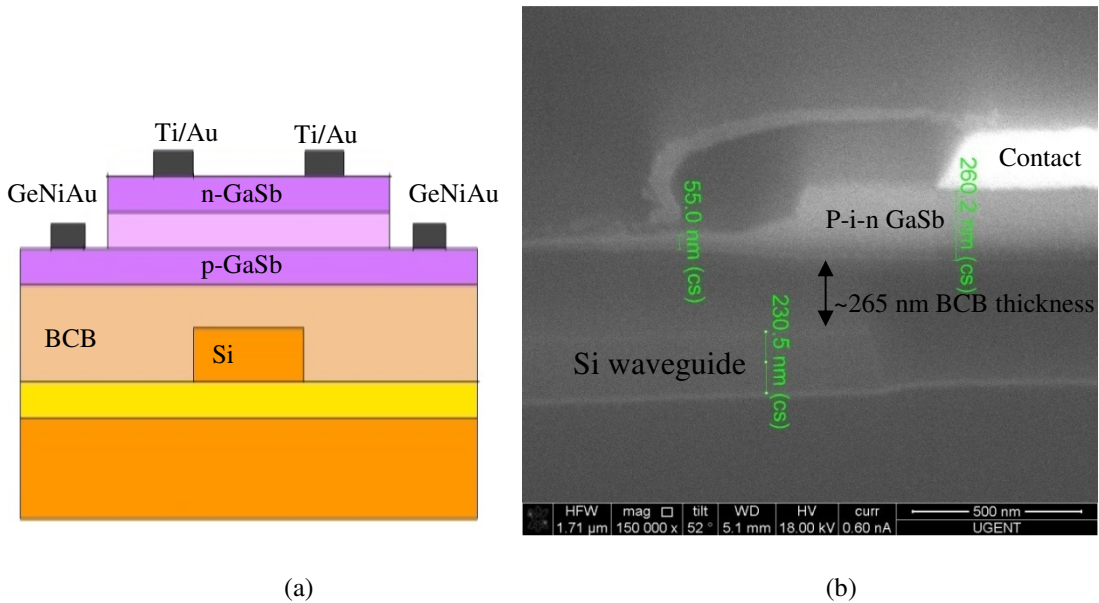 Ti/Au
Ti/Au
GeNiAu
n-GaSb
GeNiAu
p-GaSb
BCB
Si
Contact
P-i-n GaSb
55.0 nm (cs)
260.2 nm (cs)
~265 nm BCB thickness
230.5 nm (cs)
Si waveguide
HFW mag □ tilt WD HV curr
500 nm
1.71 µm 150 000 x 52 ° 5.1 mm 18.00 kV 0.60 nA
UGENT
(a)
(b)